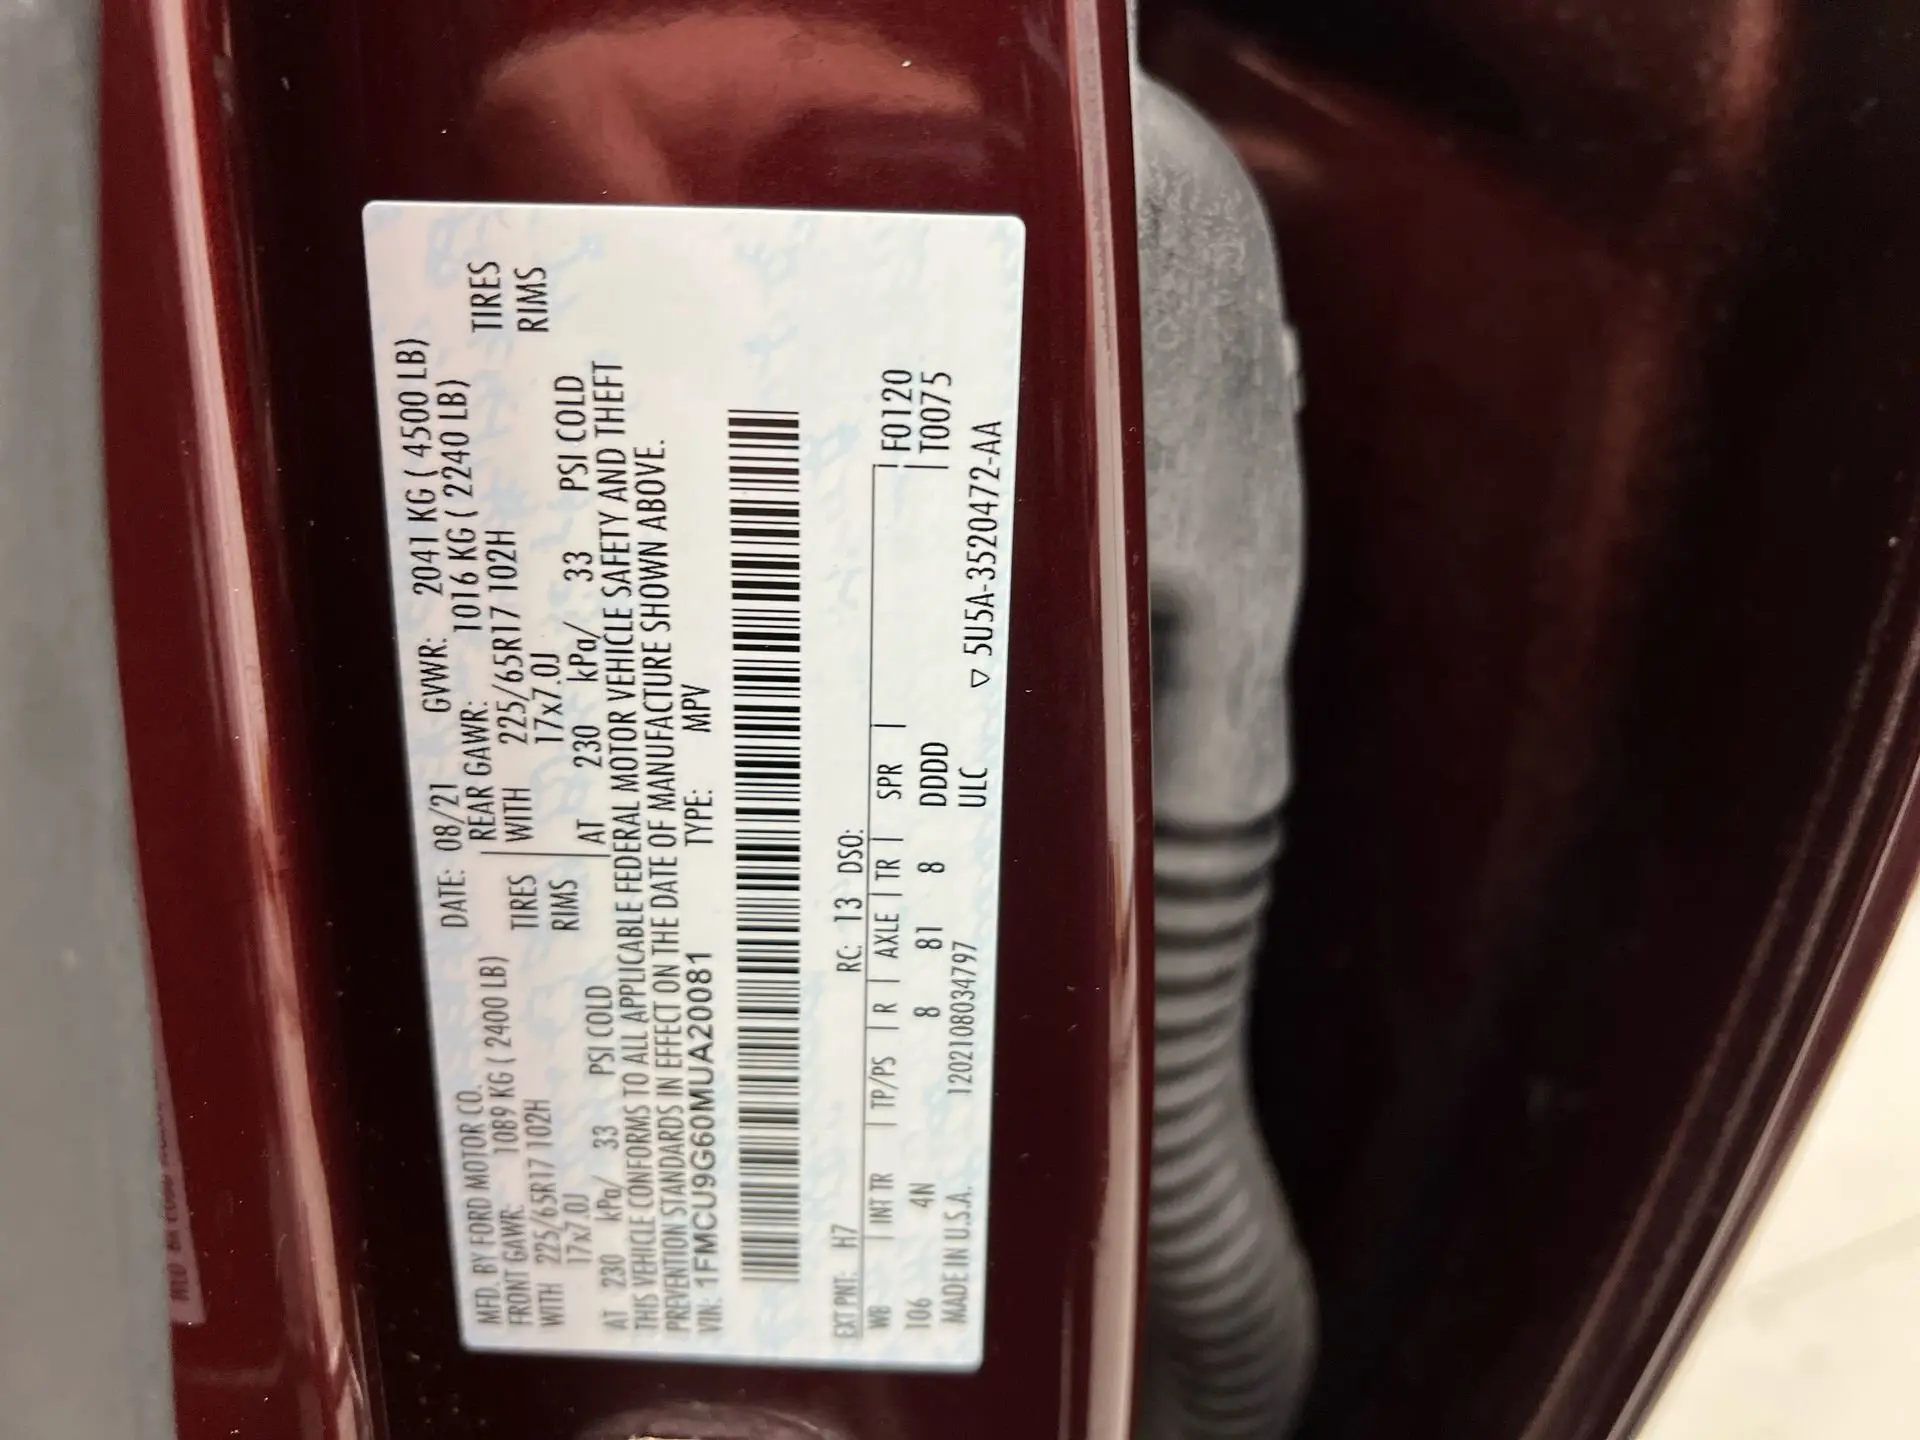 MFD. BY FORD MOTOR CO.
DATE: 08/21 GVWR: 2041 KG ( 4500 LB)
FRONT GAWR: 1089 KG ( 2400 LB)
REAR GAWR: 1016 KG ( 2240 LB)
WITH 225/65R17 102H TIRES
WITH 225/65R17 102H TIRES
17x7.0J RIMS
17x7.0J RIMS
AT 230 kPa/ 33 PSI COLD
AT 230 kPa/ 33 PSI COLD
THIS VEHICLE CONFORMS TO ALL APPLICABLE FEDERAL MOTOR VEHICLE SAFETY AND THEFT
PREVENTION STANDARDS IN EFFECT ON THE DATE OF MANUFACTURE SHOWN ABOVE.
VIN: 1FMCU9G60MUA20081 TYPE: MPV
EXT PNT: H7 RC: 13 DSO:
WB | INT TR | TP/PS | R | AXLE | TR | SPR | F0120
106 4N 8 81 8 DDDD T0075
MADE IN U.S.A. 1202108034797 ULC ▽ 5U5A-3520472-AA